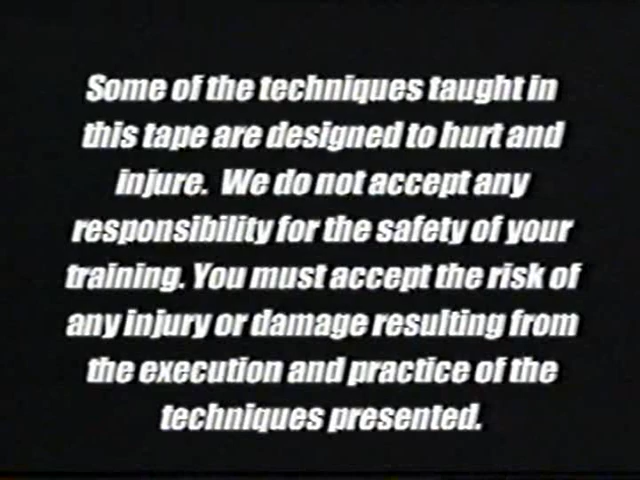 Some of the techniques taught in
this tape are designed to hurt and
injure.  We do not accept any
responsibility for the safety of your
training. You must accept the risk of
any injury or damage resulting from
the execution and practice of the
techniques presented.